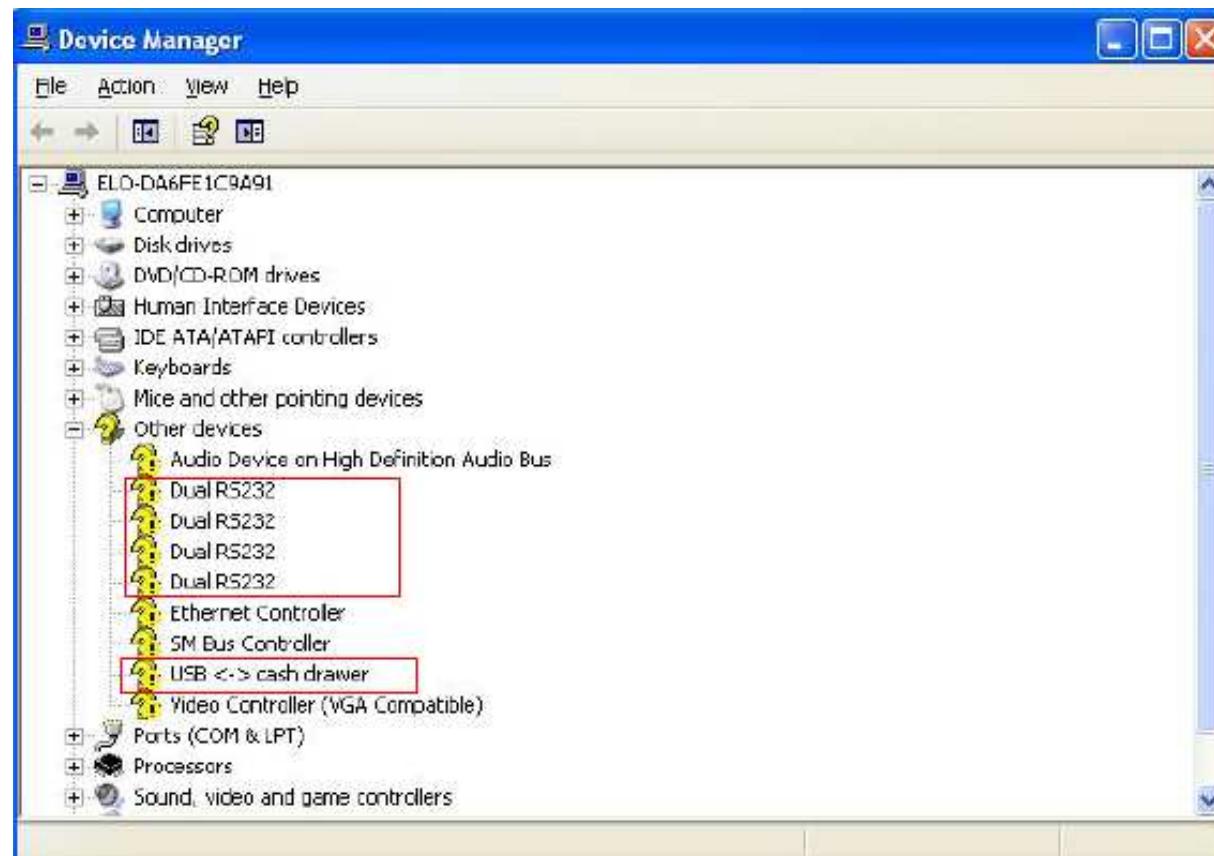 Device Manager
File Action View Help
ELO-DA6FE1C9A91
Computer
Disk drives
DVD/CD-ROM drives
Human Interface Devices
IDE ATA/ATAPI controllers
Keyboards
Mice and other pointing devices
Other devices
Audio Device on High Definition Audio Bus
Dual RS232
Dual RS232
Dual RS232
Dual RS232
Ethernet Controller
SM Bus Controller
USB <-> cash drawer
Video Controller (VGA Compatible)
Ports (COM & LPT)
Processors
Sound, video and game controllers